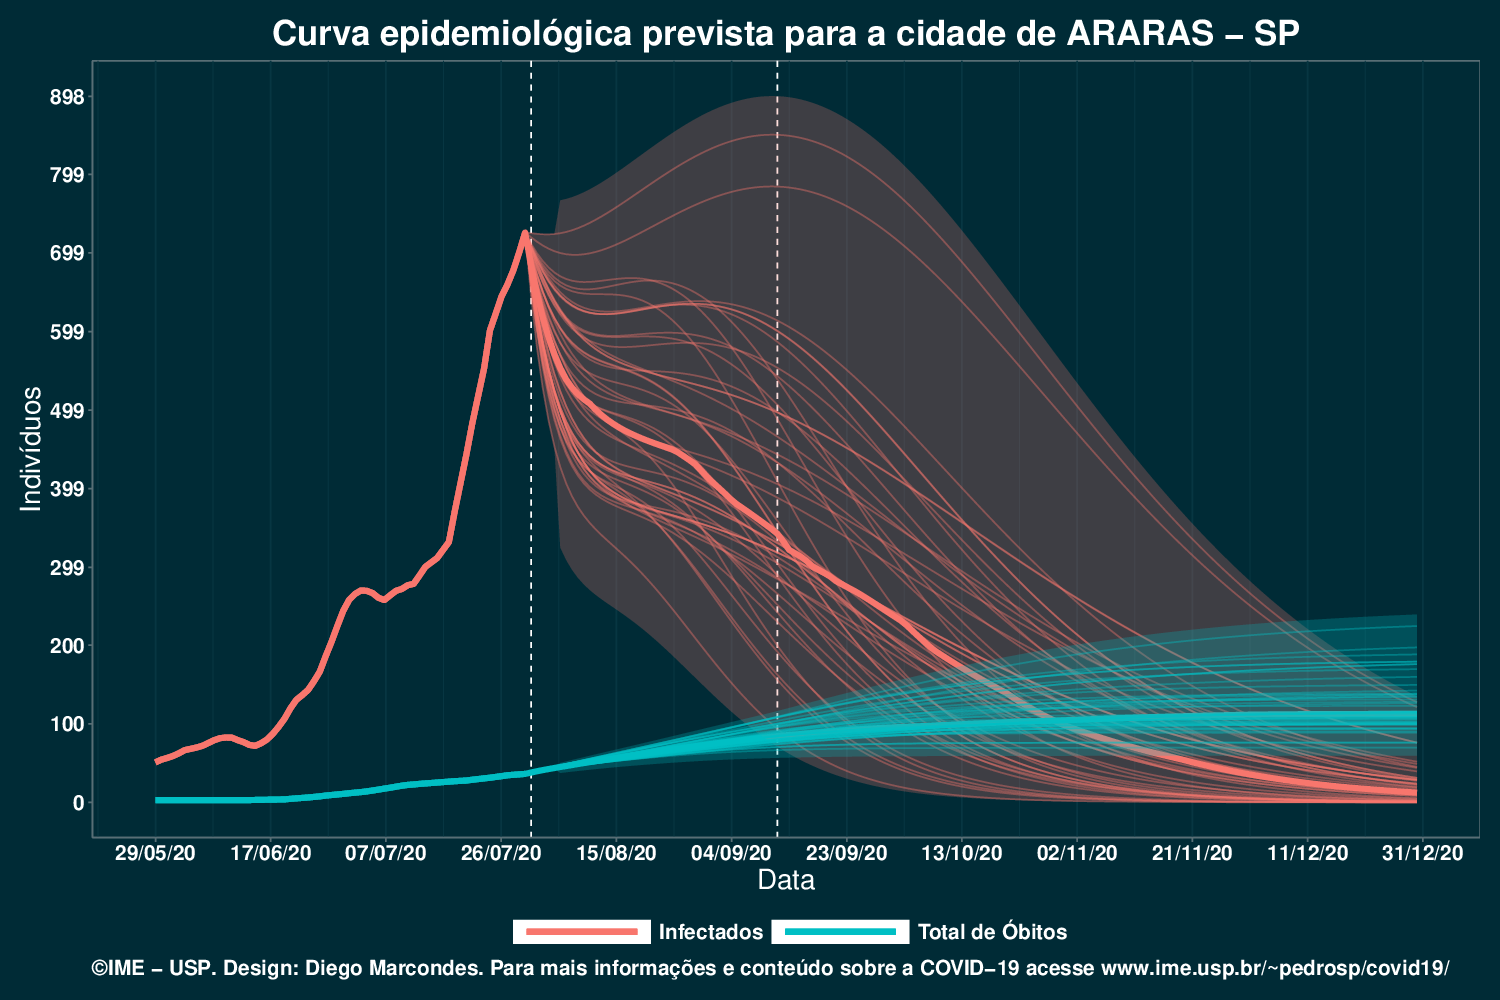 Curva epidemiológica prevista para a cidade de ARARAS − SP
Indivíduos
898
799
699
599
499
399
299
200
100
0
29/05/20 17/06/20 07/07/20 26/07/20 15/08/20 04/09/20 23/09/20 13/10/20 02/11/20 21/11/20 11/12/20 31/12/20
Data
Infectados Total de Óbitos
©IME − USP. Design: Diego Marcondes. Para mais informações e conteúdo sobre a COVID−19 acesse www.ime.usp.br/~pedrosp/covid19/